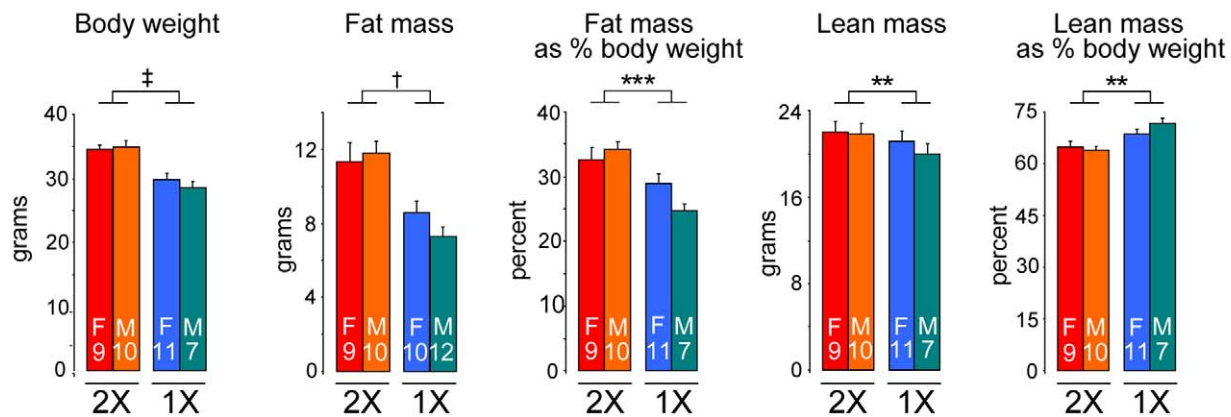 Body weight
‡
40
30
20
10
0
grams
F
9
M
10
F
11
M
7
2X
1X
Fat mass
†
12
8
4
0
grams
F
9
M
10
F
10
M
12
2X
1X
Fat mass
as % body weight
***
40
30
20
10
0
percent
F
9
M
10
F
11
M
7
2X
1X
Lean mass
**
24
18
12
6
0
grams
F
9
M
10
F
11
M
7
2X
1X
Lean mass
as % body weight
**
75
60
45
30
15
0
percent
F
9
M
10
F
11
M
7
2X
1X